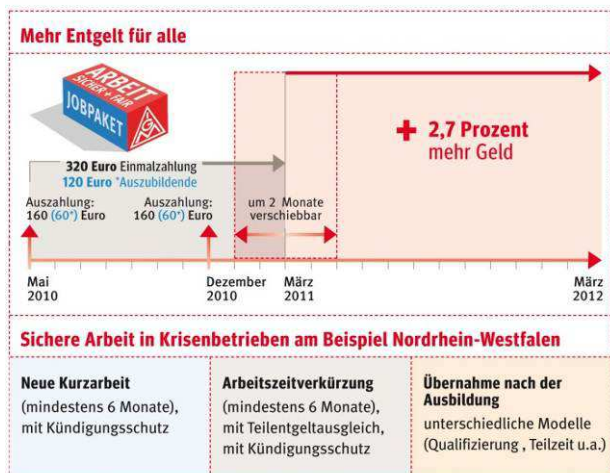 Mehr Entgelt für alle
ARBEIT
SICHER + FAIR
JOBPAKET
IGM
+ 2,7 Prozent
mehr Geld
320 Euro Einmalzahlung
120 Euro *Auszubildende
Auszahlung:
160 (60*) Euro
Auszahlung:
160 (60*) Euro
um 2 Monate
verschiebbar
Mai
2010
Dezember
2010
März
2011
März
2012
Sichere Arbeit in Krisenbetrieben am Beispiel Nordrhein-Westfalen
Neue Kurzarbeit
(mindestens 6 Monate),
mit Kündigungsschutz
Arbeitszeitverkürzung
(mindestens 6 Monate),
mit Teilentgeltausgleich,
mit Kündigungsschutz
Übernahme nach der
Ausbildung
unterschiedliche Modelle
(Qualifizierung , Teilzeit u.a.)